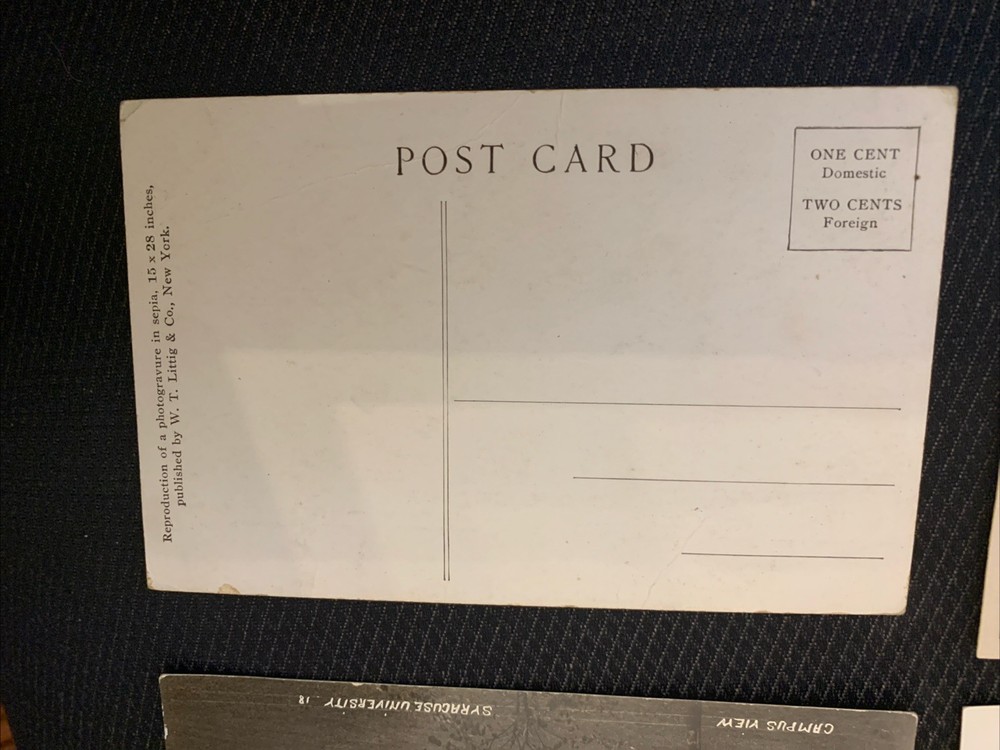 POST CARD
ONE CENT
Domestic
TWO CENTS
Foreign
Reproduction of a photogravure in sepia, 15 x 28 inches,
published by W. T. Littig & Co., New York.
CAMPUS VIEW
SYRACUSE UNIVERSITY. 18